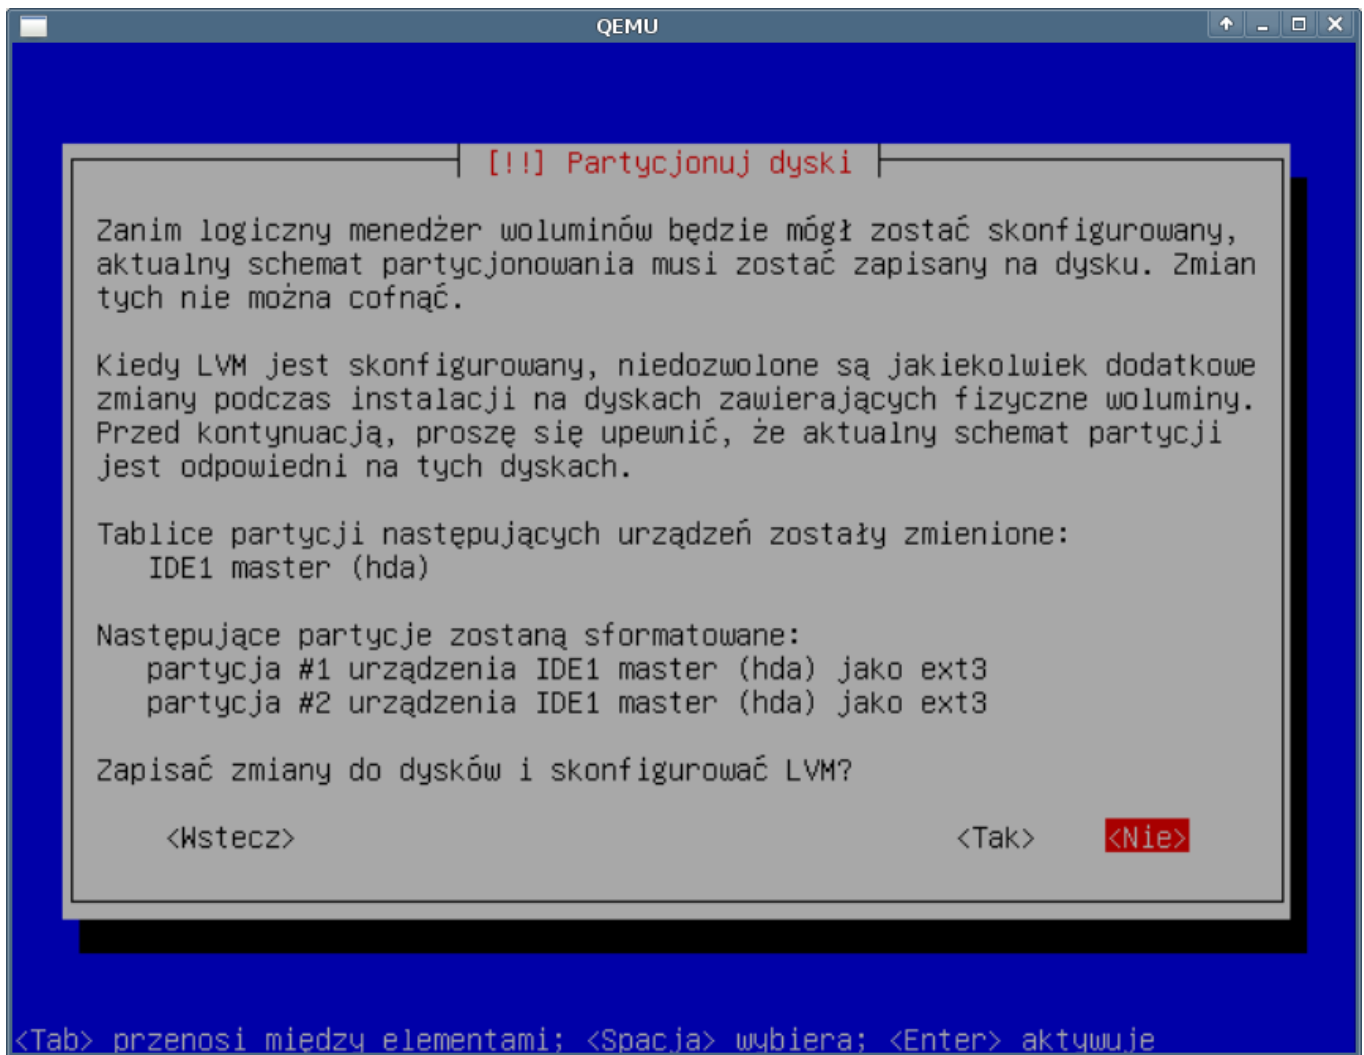 QEMU
[!!] Partycjonuj dyski
Zanim logiczny menedżer woluminów będzie mógł zostać skonfigurowany,
aktualny schemat partycjonowania musi zostać zapisany na dysku. Zmian
tych nie można cofnąć.
Kiedy LVM jest skonfigurowany, niedozwolone są jakiekolwiek dodatkowe
zmiany podczas instalacji na dyskach zawierających fizyczne woluminy.
Przed kontynuacją, proszę się upewnić, że aktualny schemat partycji
jest odpowiedni na tych dyskach.
Tablice partycji następujących urządzeń zostały zmienione:
IDE1 master (hda)
Następujące partycje zostaną sformatowane:
partycja #1 urządzenia IDE1 master (hda) jako ext3
partycja #2 urządzenia IDE1 master (hda) jako ext3
Zapisać zmiany do dysków i skonfigurować LVM?
<Wstecz> <Tak> <Nie>
<Tab> przenosi między elementami; <Spacja> wybiera; <Enter> aktywuje